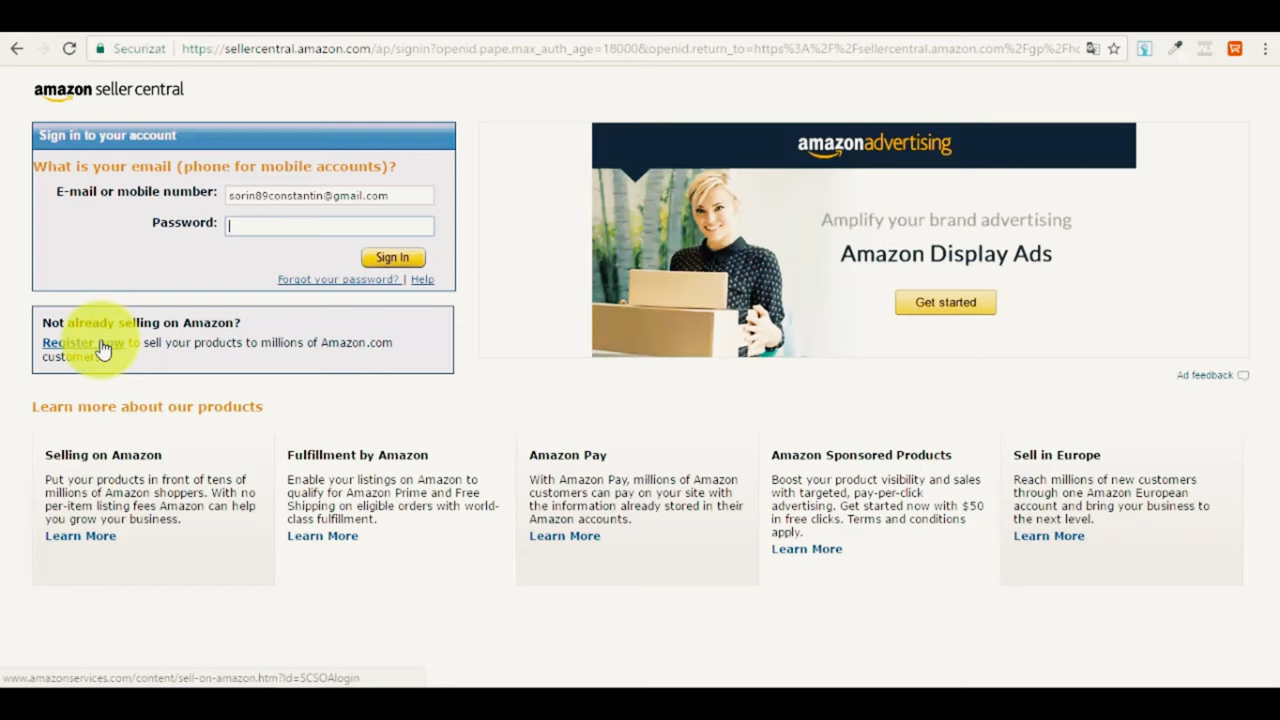 Securizat
https://sellercentral.amazon.com/ap/signin?openid.pape.max_auth_age=18000&openid.return_to=https%3A%2F%2Fsellercentral.amazon.com%2Fgp%2Fho
amazon seller central
Sign in to your account
What is your email (phone for mobile accounts)?
E-mail or mobile number:
sorin89constantin@gmail.com
Password:
Sign In
Forgot your password? | Help
Not already selling on Amazon?
Register now to sell your products to millions of Amazon.com
customers
amazonadvertising
Amplify your brand advertising
Amazon Display Ads
Get started
Ad feedback
Learn more about our products
Selling on Amazon
Put your products in front of tens of
millions of Amazon shoppers. With no
per-item listing fees Amazon can help
you grow your business.
Learn More
Fulfillment by Amazon
Enable your listings on Amazon to
qualify for Amazon Prime and Free
Shipping on eligible orders with world-
class fulfillment.
Learn More
Amazon Pay
With Amazon Pay, millions of Amazon
customers can pay on your site with
the information already stored in their
Amazon accounts.
Learn More
Amazon Sponsored Products
Boost your product visibility and sales
with targeted, pay-per-click
advertising. Get started now with $50
in free clicks. Terms and conditions
apply.
Learn More
Sell in Europe
Reach millions of new customers
through one Amazon European
account and bring your business to
the next level.
Learn More
www.amazonservices.com/content/sell-on-amazon.htm?ld=SCSOAlogin